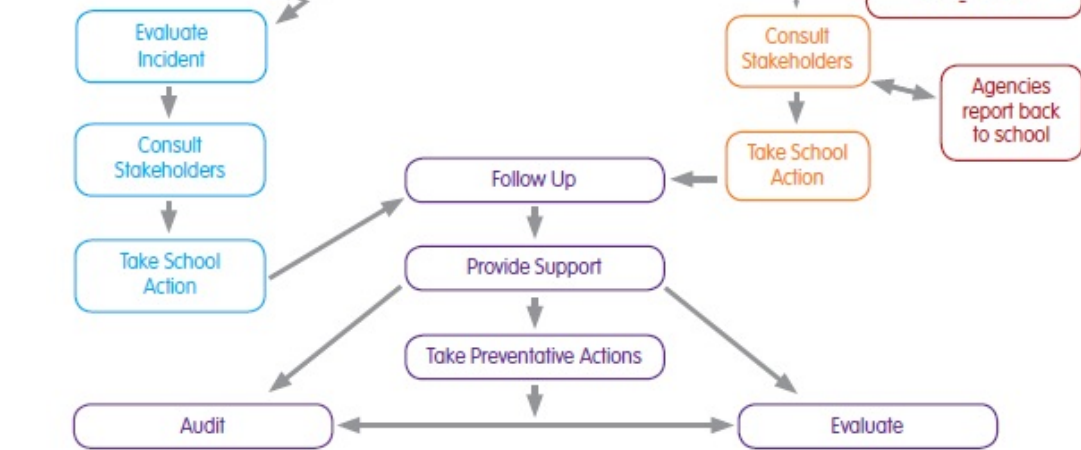 Evaluate
Incident
Consult
Stakeholders
Agencies
report back
to school
Consult
Stakeholders
Take School
Action
Follow Up
Take School
Action
Provide Support
Take Preventative Actions
Audit
Evaluate